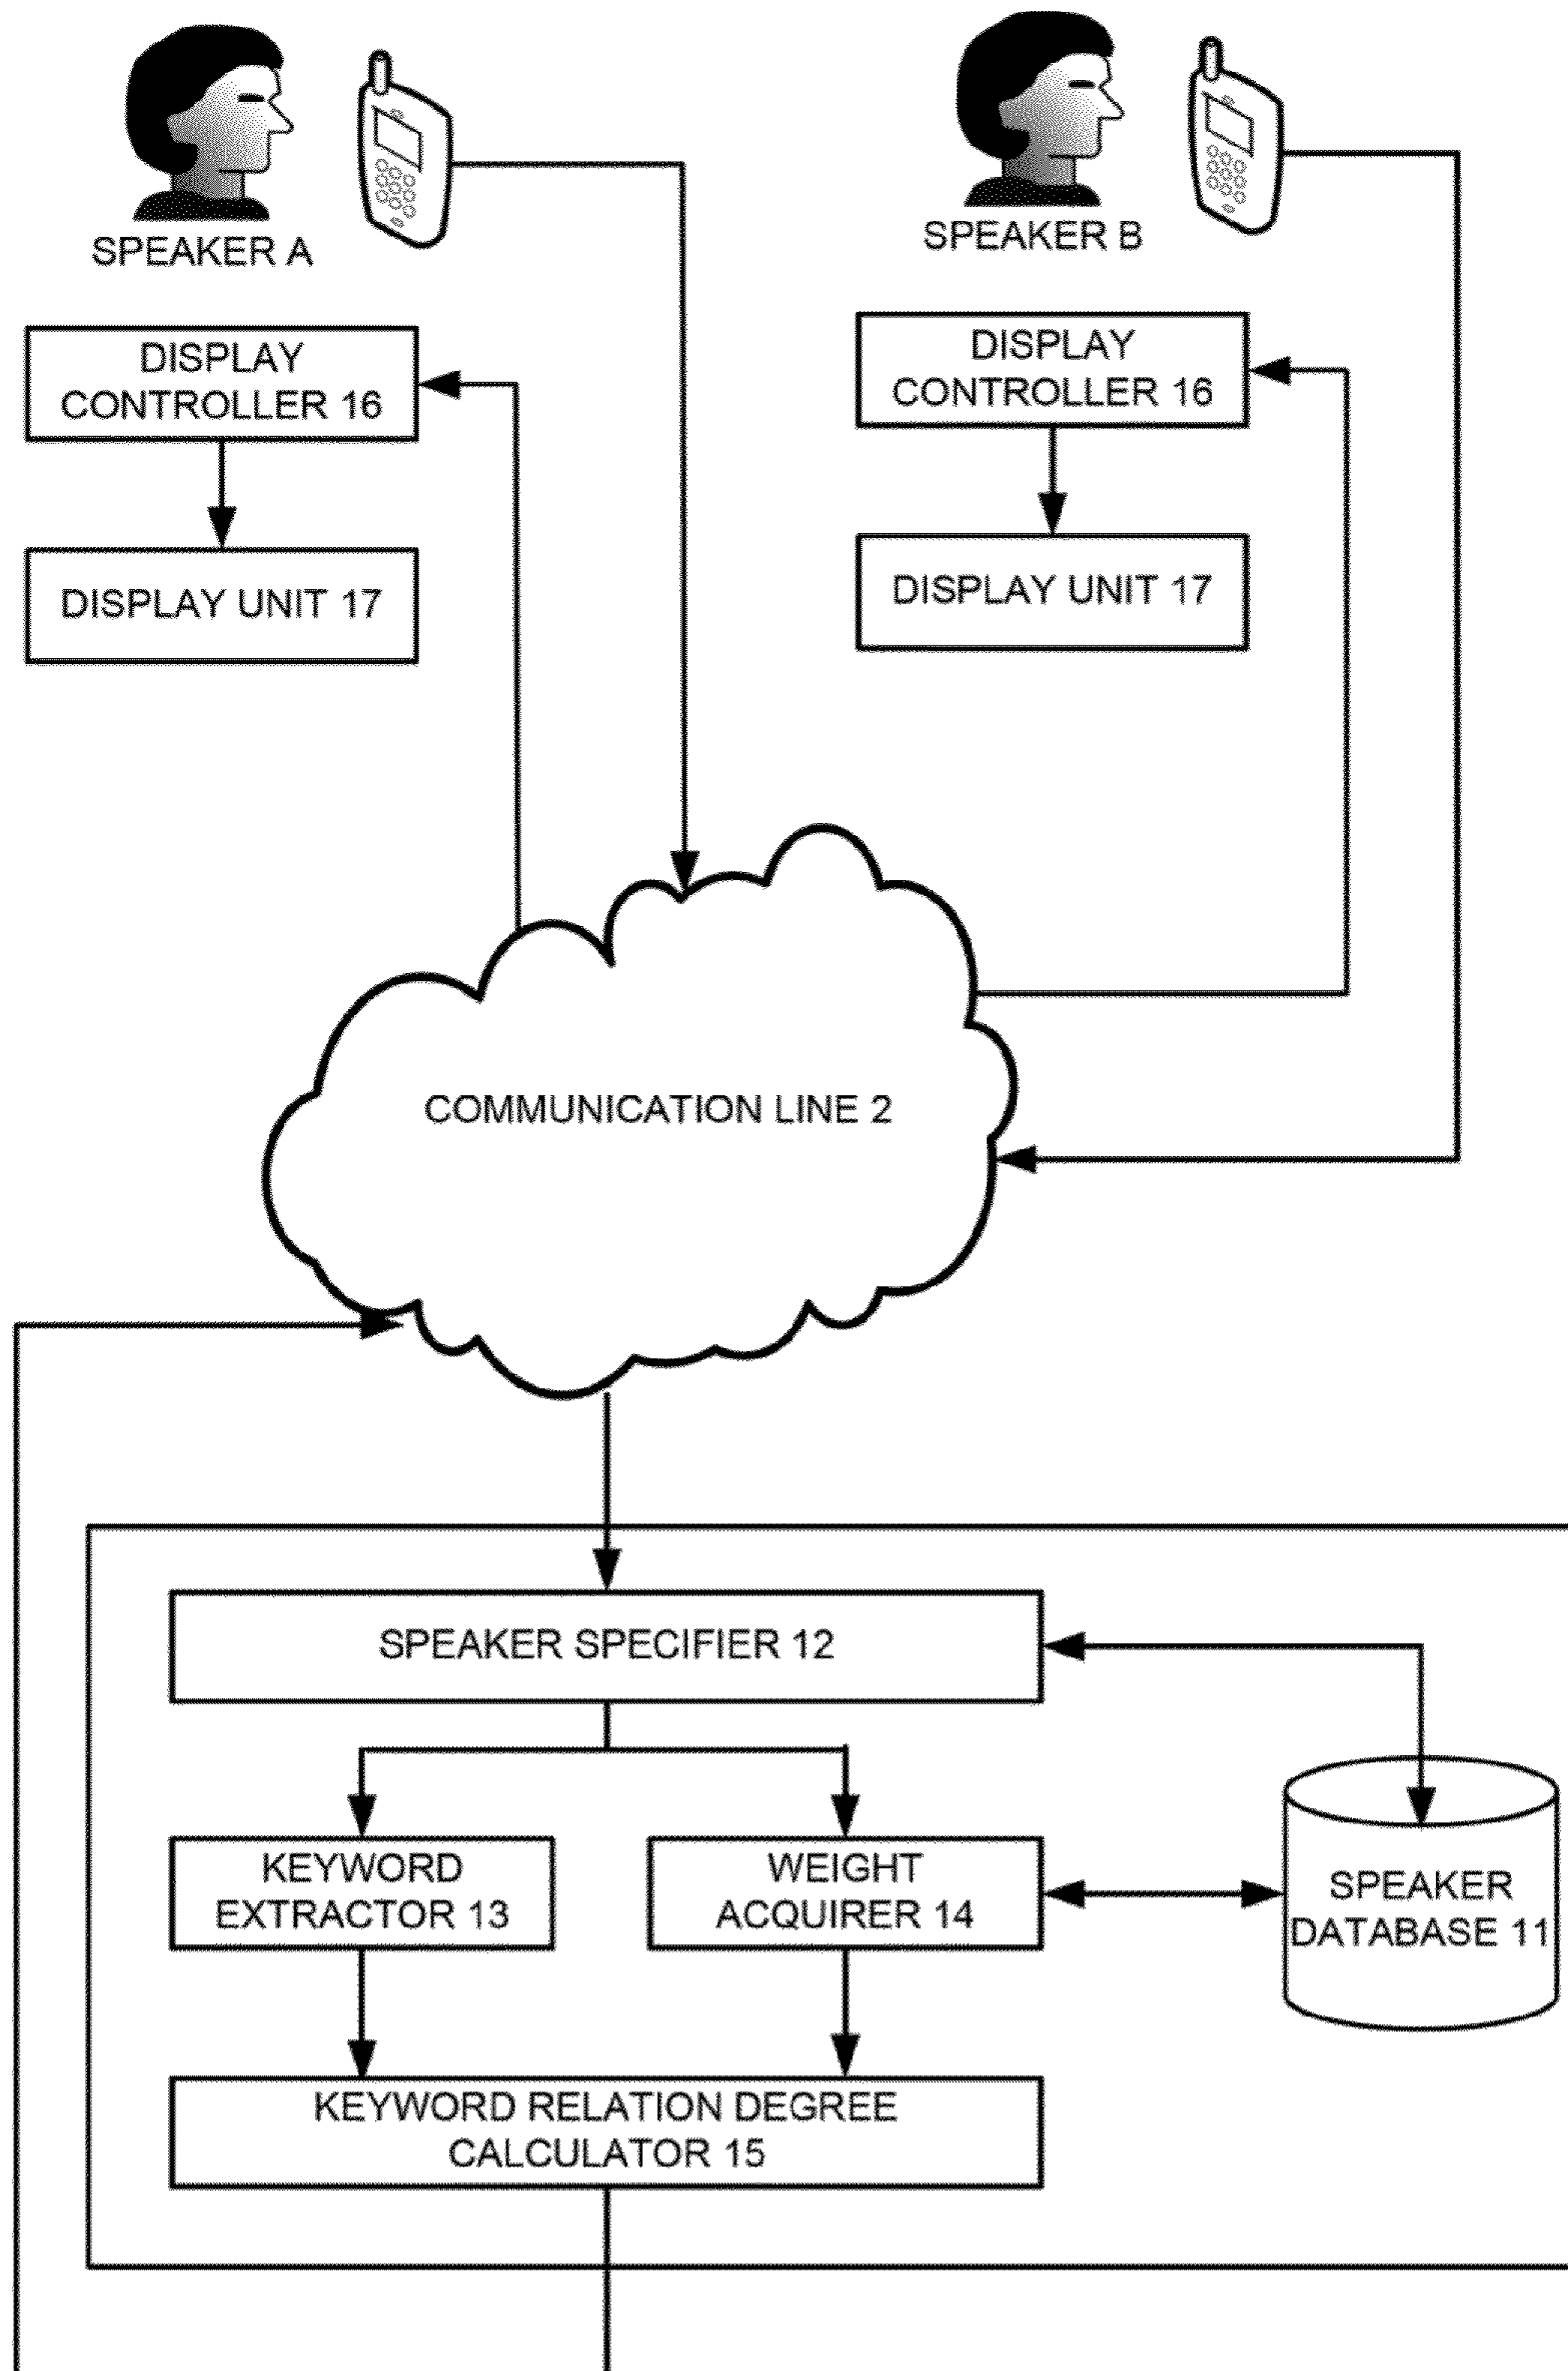 SPEAKER A
SPEAKER B
DISPLAY
CONTROLLER 16
DISPLAY
CONTROLLER 16
DISPLAY UNIT 17
DISPLAY UNIT 17
COMMUNICATION LINE 2
SPEAKER SPECIFIER 12
KEYWORD
EXTRACTOR 13
WEIGHT
ACQUIRER 14
SPEAKER
DATABASE 11
KEYWORD RELATION DEGREE
CALCULATOR 15